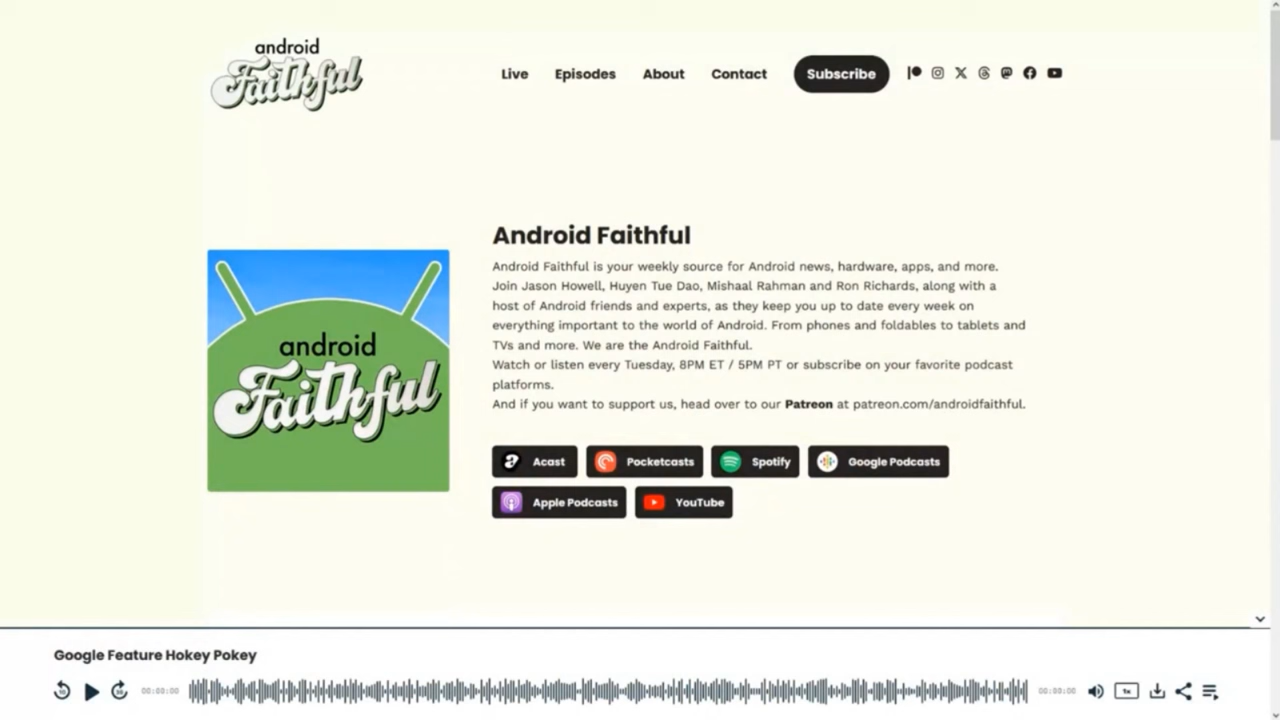 android
Faithful
Live
Episodes
About
Contact
Subscribe
android
Faithful
Android Faithful
Android Faithful is your weekly source for Android news, hardware, apps, and more.
Join Jason Howell, Huyen Tue Dao, Mishaal Rahman and Ron Richards, along with a
host of Android friends and experts, as they keep you up to date every week on
everything important to the world of Android. From phones and foldables to tablets and
TVs and more. We are the Android Faithful.
Watch or listen every Tuesday, 8PM ET / 5PM PT or subscribe on your favorite podcast
platforms.
And if you want to support us, head over to our Patreon at patreon.com/androidfaithful.
Acast
Pocketcasts
Spotify
Google Podcasts
Apple Podcasts
YouTube
Google Feature Hokey Pokey
00:00:00
00:00:00
1x